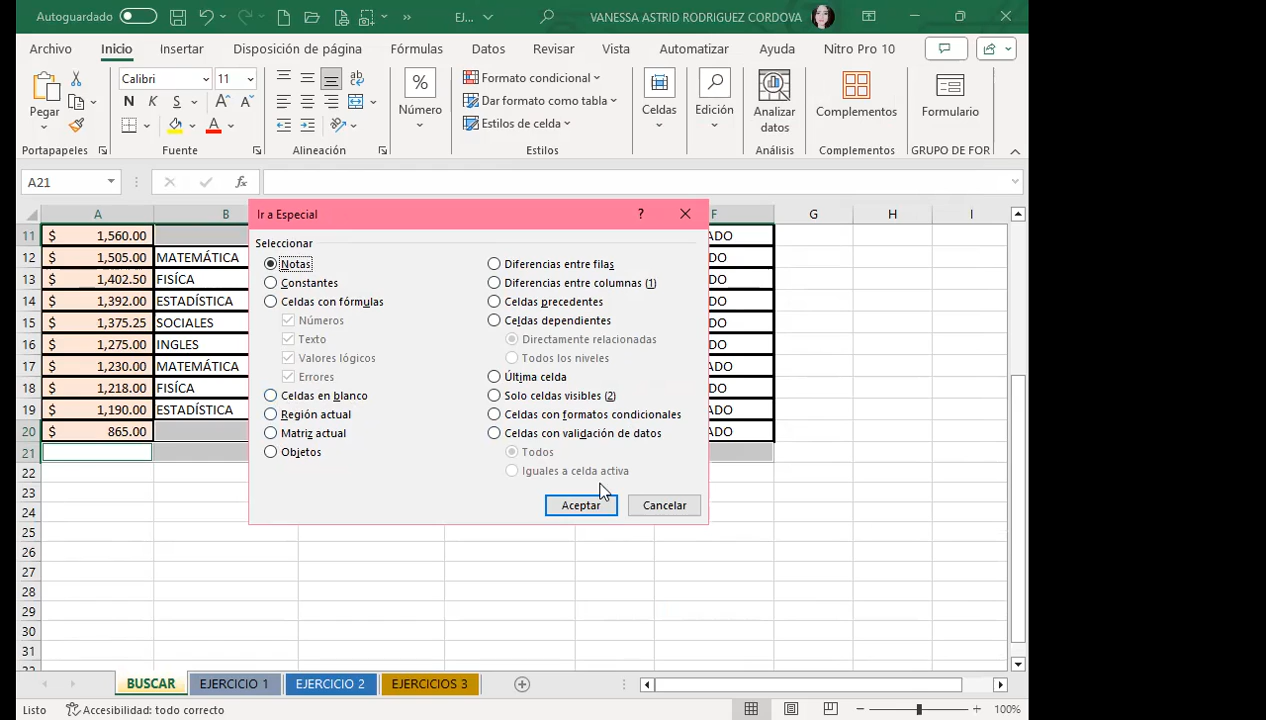 Autoguardado
EJ...
VANESSA ASTRID RODRIGUEZ CORDOVA
Archivo Inicio Insertar Disposición de página Fórmulas Datos Revisar Vista Automatizar Ayuda Nitro Pro 10
Calibri 11
Formato condicional
Dar formato como tabla
Estilos de celda
Pegar
N K S
Número
Celdas
Edición
Analizar datos
Complementos
Formulario
Portapapeles Fuente Alineación Estilos Análisis Complementos GRUPO DE FOR
A21
fx
A B F G H I
11 $ 1,560.00 ADO
12 $ 1,505.00 MATEMÁTICA DO
13 $ 1,402.50 FISÍCA DO
14 $ 1,392.00 ESTADÍSTICA DO
15 $ 1,375.25 SOCIALES DO
16 $ 1,275.00 INGLES DO
17 $ 1,230.00 MATEMÁTICA DO
18 $ 1,218.00 FISÍCA DO
19 $ 1,190.00 ESTADÍSTICA ADO
20 $ 865.00 ADO
21
22
23
24
25
26
27
28
29
30
31
Ir a Especial
?
Seleccionar
Notas
Constantes
Celdas con fórmulas
Números
Texto
Valores lógicos
Errores
Celdas en blanco
Región actual
Matriz actual
Objetos
Diferencias entre filas
Diferencias entre columnas (1)
Celdas precedentes
Celdas dependientes
Directamente relacionadas
Todos los niveles
Última celda
Solo celdas visibles (2)
Celdas con formatos condicionales
Celdas con validación de datos
Todos
Iguales a celda activa
Aceptar Cancelar
BUSCAR EJERCICIO 1 EJERCICIO 2 EJERCICIOS 3
Listo Accesibilidad: todo correcto 100%